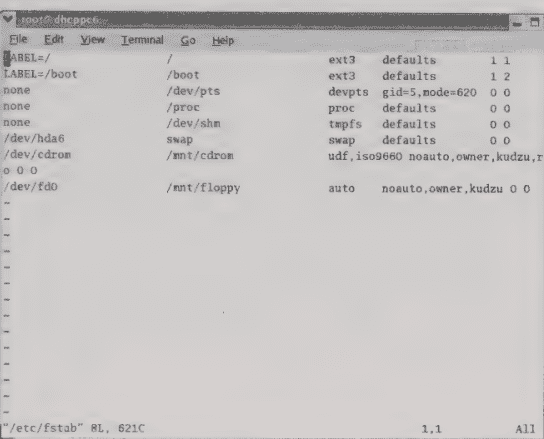 root@dhcppc6:~
File Edit View Terminal Go Help
LABEL=/ / ext3 defaults 1 1
LABEL=/boot /boot ext3 defaults 1 2
none /dev/pts devpts gid=5,mode=620 0 0
none /proc proc defaults 0 0
none /dev/shm tmpfs defaults 0 0
/dev/hda6 swap swap defaults 0 0
/dev/cdrom /mnt/cdrom udf,iso9660 noauto,owner,kudzu,r
o 0 0
/dev/fd0 /mnt/floppy auto noauto,owner,kudzu 0 0
~
~
~
~
~
~
~
~
~
~
~
~
~
~
"/etc/fstab" 8L, 621C 1,1 All